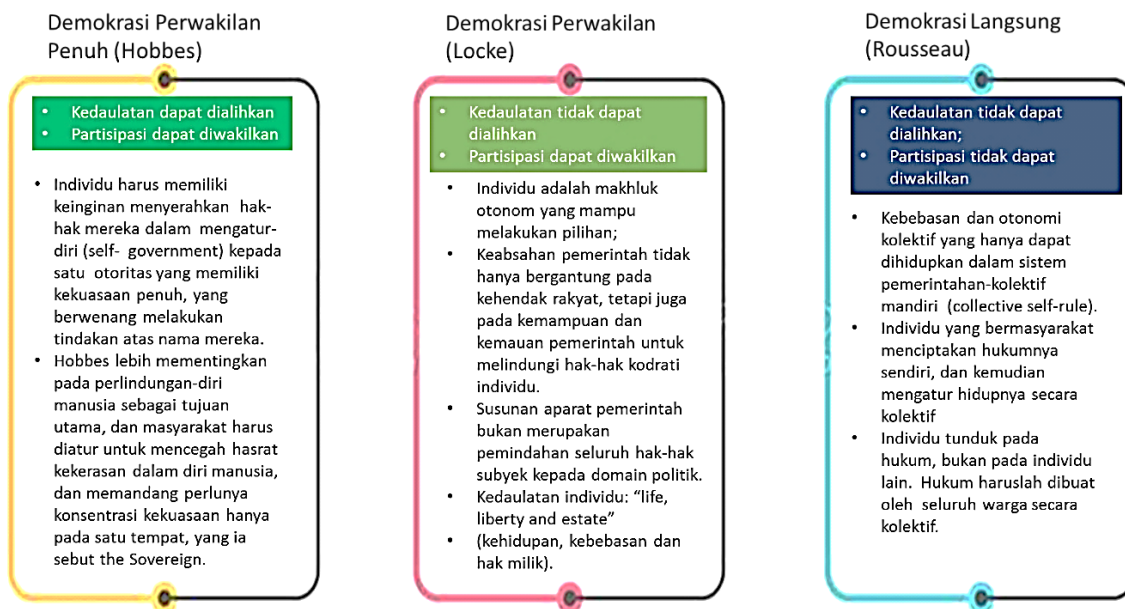 Demokrasi Perwakilan
Penuh (Hobbes)
• Kedaulatan dapat dialihkan
• Partisipasi dapat diwakilkan
• Individu harus memiliki
keinginan menyerahkan hak-
hak mereka dalam mengatur-
diri (self- government) kepada
satu otoritas yang memiliki
kekuasaan penuh, yang
berwenang melakukan
tindakan atas nama mereka.
• Hobbes lebih mementingkan
pada perlindungan-diri
manusia sebagai tujuan
utama, dan masyarakat harus
diatur untuk mencegah hasrat
kekerasan dalam diri manusia,
dan memandang perlunya
konsentrasi kekuasaan hanya
pada satu tempat, yang ia
sebut the Sovereign.
Demokrasi Perwakilan
(Locke)
• Kedaulatan tidak dapat
dialihkan
• Partisipasi dapat diwakilkan
• Individu adalah makhluk
otonom yang mampu
melakukan pilihan;
• Keabsahan pemerintah tidak
hanya bergantung pada
kehendak rakyat, tetapi juga
pada kemampuan dan
kemauan pemerintah untuk
melindungi hak-hak kodrati
individu.
• Susunan aparat pemerintah
bukan merupakan
pemindahan seluruh hak-hak
subyek kepada domain politik.
• Kedaulatan individu: “life,
liberty and estate”
• (kehidupan, kebebasan dan
hak milik).
Demokrasi Langsung
(Rousseau)
• Kedaulatan tidak dapat
dialihkan;
• Partisipasi tidak dapat
diwakilkan
• Kebebasan dan otonomi
kolektif yang hanya dapat
dihidupkan dalam sistem
pemerintahan-kolektif
mandiri (collective self-rule).
• Individu yang bermasyarakat
menciptakan hukumnya
sendiri, dan kemudian
mengatur hidupnya secara
kolektif
• Individu tunduk pada
hukum, bukan pada individu
lain. Hukum haruslah dibuat
oleh seluruh warga secara
kolektif.